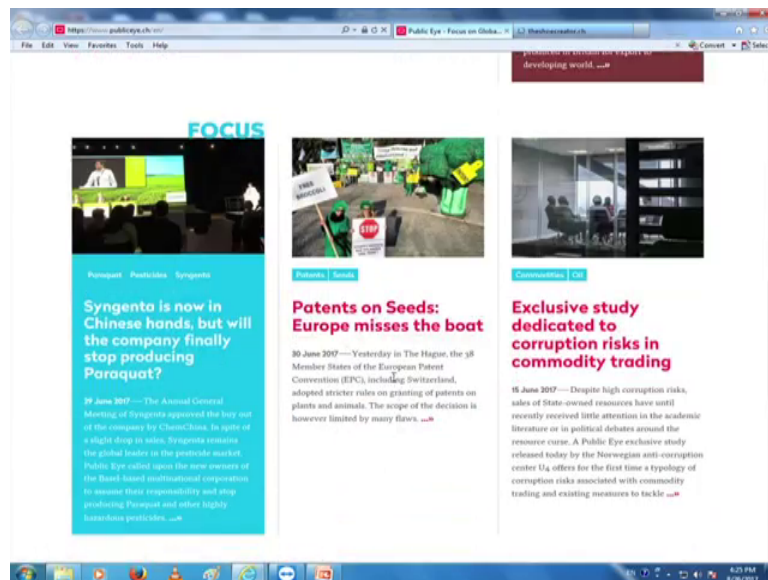 https://www.publiceye.ch/en/
Public Eye - Focus on Globa...
theshoecreator.ch
File Edit View Favorites Tools Help
Convert
Selec
produced in Britain for export to
developing world. ...»
FOCUS
FREE
BROCCOLI
STOP
Paraquat Pesticides Syngenta
Syngenta is now in
Chinese hands, but will
the company finally
stop producing
Paraquat?
29 June 2017 — The Annual General
Meeting of Syngenta approved the buy out
of the company by ChemChina. In spite of
a slight drop in sales, Syngenta remains
the global leader in the pesticide market.
Public Eye called upon the new owners of
the Basel-based multinational corporation
to assume their responsibility and stop
producing Paraquat and other highly
hazardous pesticides. ...»
Patents Seeds
Patents on Seeds:
Europe misses the boat
30 June 2017 — Yesterday in The Hague, the 38
Member States of the European Patent
Convention (EPC), including Switzerland,
adopted stricter rules on granting of patents on
plants and animals. The scope of the decision is
however limited by many flaws. ...»
Commodities Oil
Exclusive study
dedicated to
corruption risks in
commodity trading
15 June 2017 — Despite high corruption risks,
sales of State-owned resources have until
recently received little attention in the academic
literature or in political debates around the
resource curse. A Public Eye exclusive study
released today by the Norwegian anti-corruption
center U4 offers for the first time a typology of
corruption risks associated with commodity
trading and existing measures to tackle ...»
EN
6:25 PM